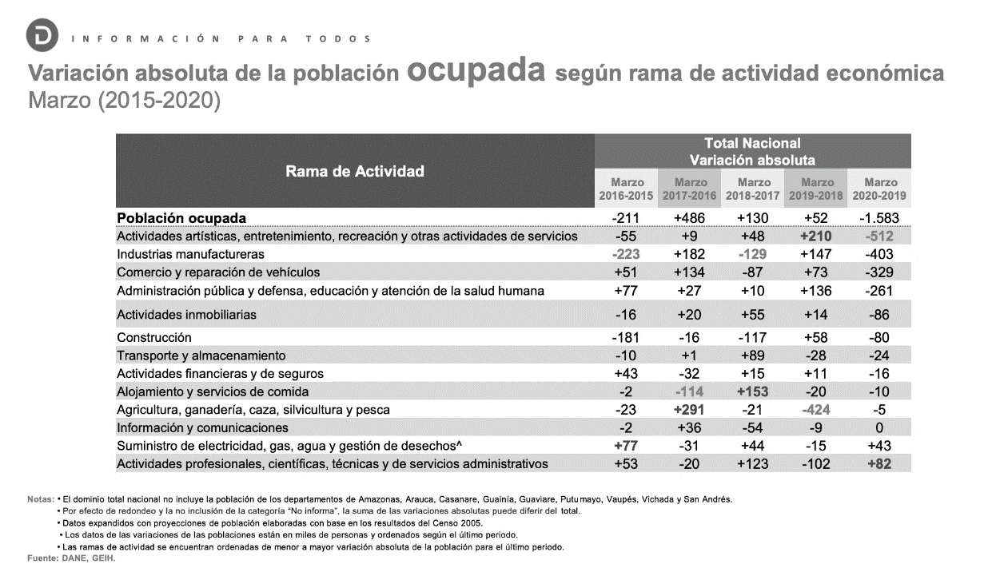 D INFORMACIÓN PARA TODOS
Variación absoluta de la población ocupada según rama de actividad económica
Marzo (2015-2020)
Rama de Actividad
Total Nacional
Variación absoluta
Marzo 2016-2015 Marzo 2017-2016 Marzo 2018-2017 Marzo 2019-2018 Marzo 2020-2019
Población ocupada -211 +486 +130 +52 -1.583
Actividades artísticas, entretenimiento, recreación y otras actividades de servicios -55 +9 +48 +210 -512
Industrias manufactureras -223 +182 -129 +147 -403
Comercio y reparación de vehículos +51 +134 -87 +73 -329
Administración pública y defensa, educación y atención de la salud humana +77 +27 +10 +136 -261
Actividades inmobiliarias -16 +20 +55 +14 -86
Construcción -181 -16 -117 +58 -80
Transporte y almacenamiento -10 +1 +89 -28 -24
Actividades financieras y de seguros +43 -32 +15 +11 -16
Alojamiento y servicios de comida -2 -114 +153 -20 -10
Agricultura, ganadería, caza, silvicultura y pesca -23 +291 -21 -424 -5
Información y comunicaciones -2 +36 -54 -9 0
Suministro de electricidad, gas, agua y gestión de desechos^ +77 -31 +44 -15 +43
Actividades profesionales, científicas, técnicas y de servicios administrativos +53 -20 +123 -102 +82
Notas: • El dominio total nacional no incluye la población de los departamentos de Amazonas, Arauca, Casanare, Guainía, Guaviare, Putumayo, Vaupés, Vichada y San Andrés.
• Por efecto de redondeo y la no inclusión de la categoría “No informa”, la suma de las variaciones absolutas puede diferir del total.
• Datos expandidos con proyecciones de población elaboradas con base en los resultados del Censo 2005.
• Los datos de las variaciones de las poblaciones están en miles de personas y ordenados según el último periodo.
• Las ramas de actividad se encuentran ordenadas de menor a mayor variación absoluta de la población para el último periodo.
Fuente: DANE, GEIH.